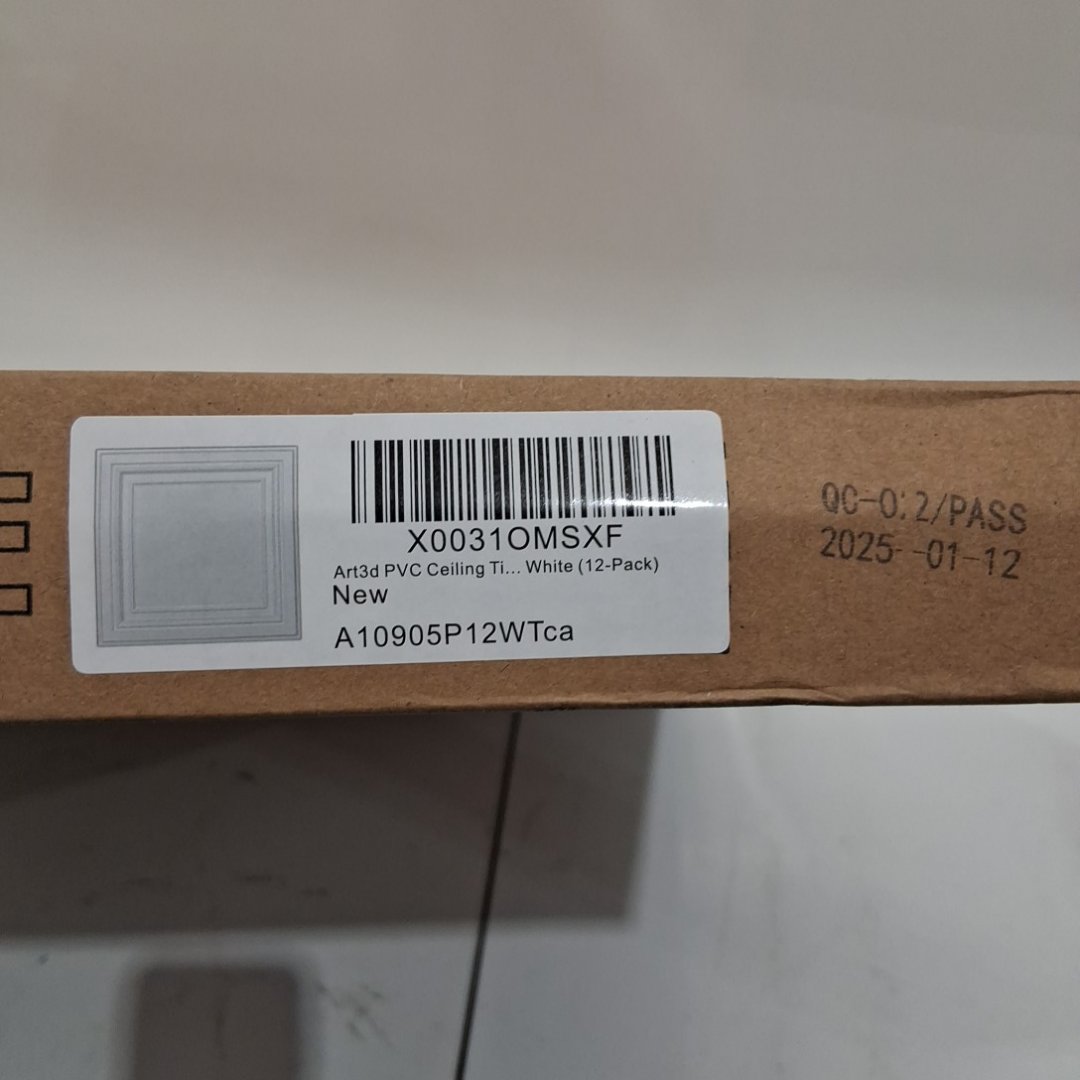 X0031OMSXF
Art3d PVC Ceiling Ti... White (12-Pack)
New
A10905P12WTca
QC-0:2/PASS
2025-01-12